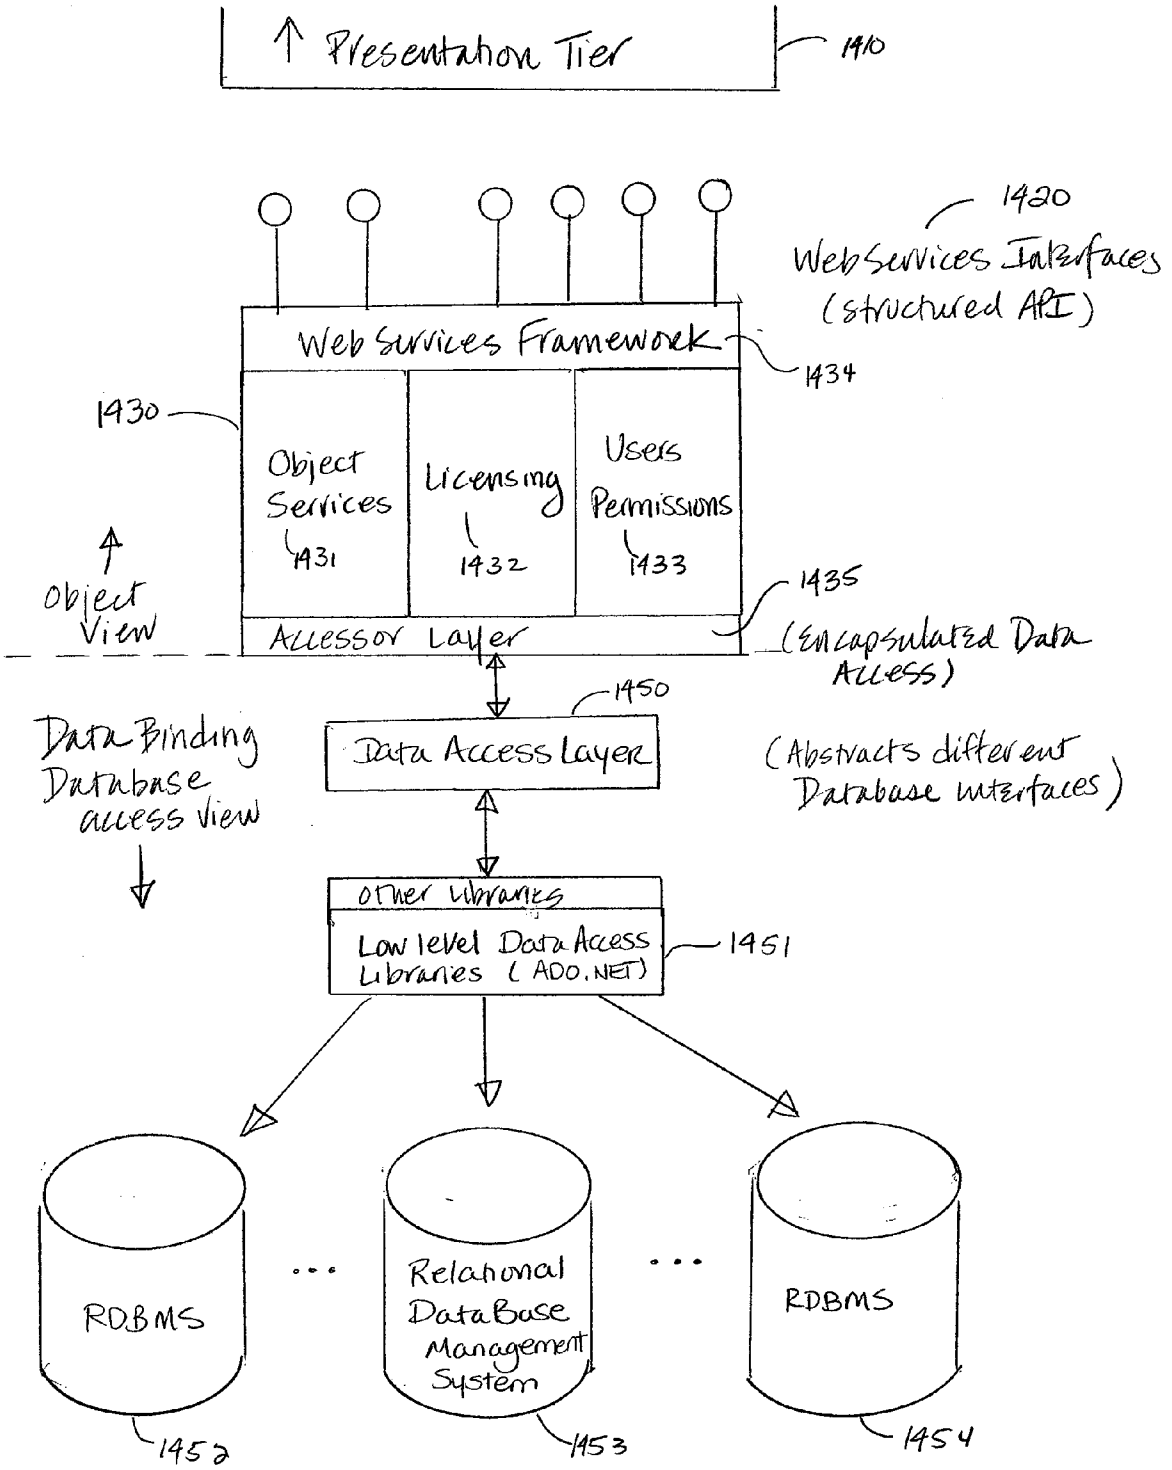 ↑ Presentation Tier
1410
1420
Web Services Interfaces
(structured API)
Web Services Framework
1434
1430
Object
Services
1431
Licensing
1432
Users
Permissions
1433
↑
Object
View
1435
Accessor Layer
(Encapsulated Data
Access)
1450
Data Binding
Database
access view
↓
Data Access Layer
(Abstracts different
Database interfaces)
other Libraries
Low level Data Access
Libraries (ADO.NET)
1451
RDBMS
...
Relational
DataBase
Management
System
...
RDBMS
1452
1453
1454